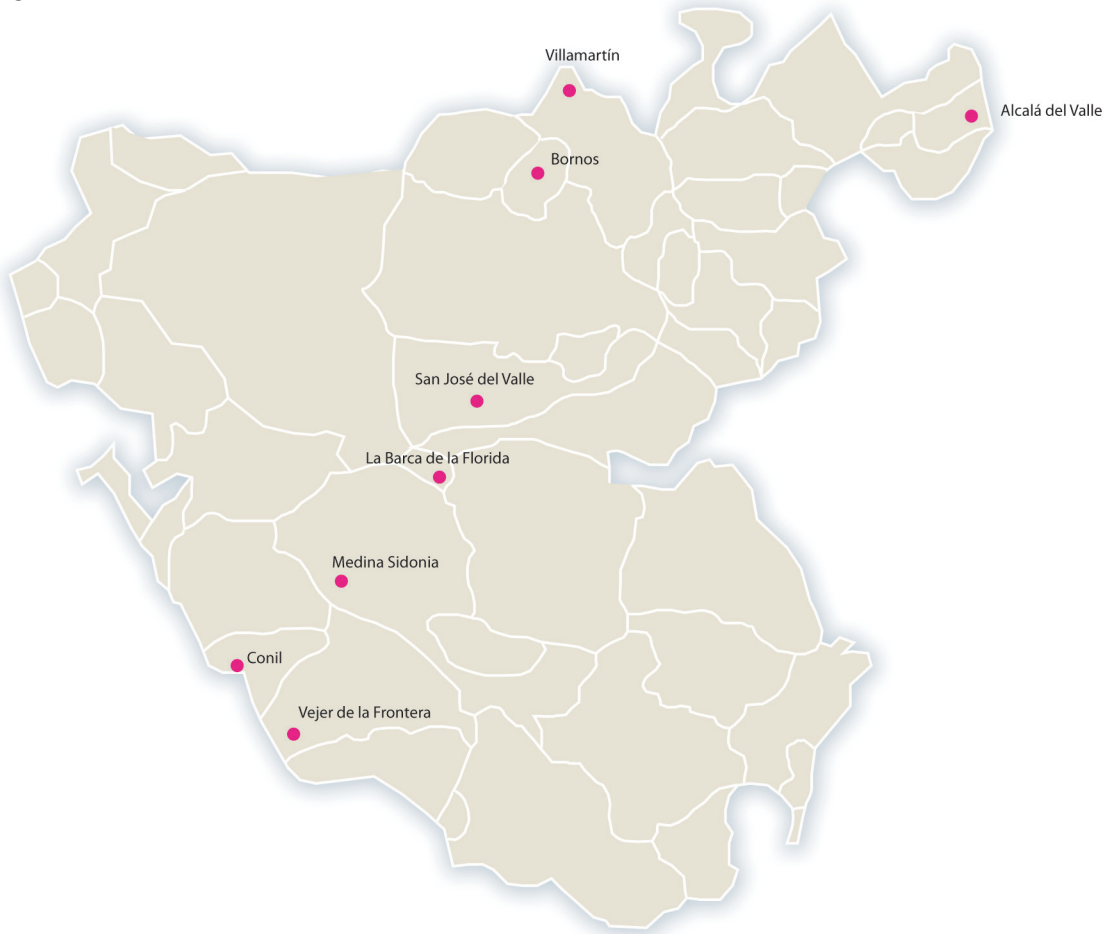 Villamartín
Alcalá del Valle
Bornos
San José del Valle
La Barca de la Florida
Medina Sidonia
Conil
Vejer de la Frontera